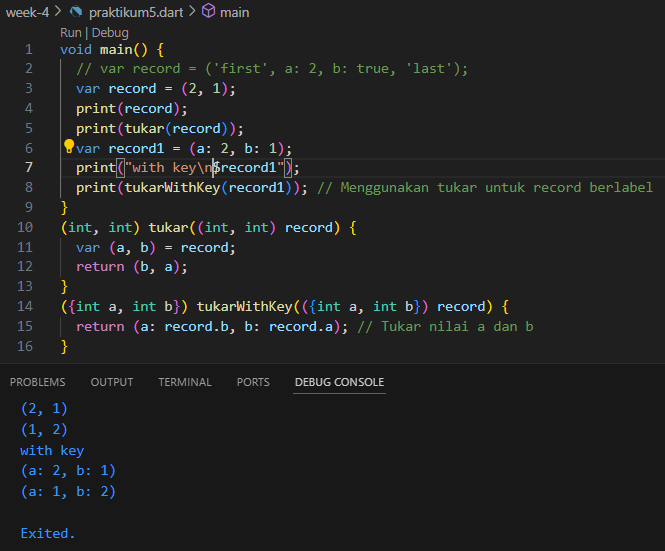 week-4 > praktikum5.dart > main
Run | Debug
1 void main() {
2 // var record = ('first', a: 2, b: true, 'last');
3 var record = (2, 1);
4 print(record);
5 print(tukar(record));
6 var record1 = (a: 2, b: 1);
7 print("with key\n$record1");
8 print(tukarWithKey(record1)); // Menggunakan tukar untuk record berlabel
9 }
10 (int, int) tukar((int, int) record) {
11 var (a, b) = record;
12 return (b, a);
13 }
14 ({int a, int b}) tukarWithKey(({int a, int b}) record) {
15 return (a: record.b, b: record.a); // Tukar nilai a dan b
16 }
PROBLEMS OUTPUT TERMINAL PORTS DEBUG CONSOLE
(2, 1)
(1, 2)
with key
(a: 2, b: 1)
(a: 1, b: 2)
Exited.